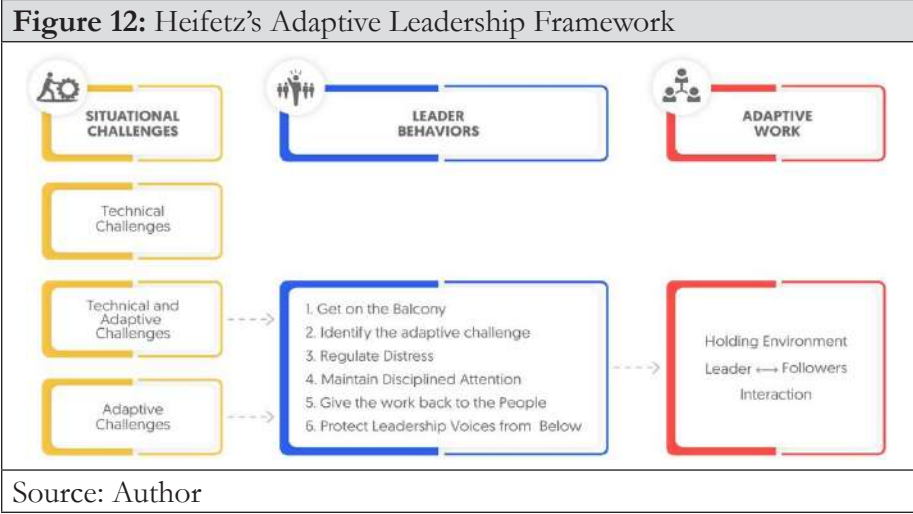 Figure 12: Heifetz's Adaptive Leadership Framework
SITUATIONAL
CHALLENGES
LEADER
BEHAVIORS
ADAPTIVE
WORK
Technical
Challenges
Technical and
Adaptive
Challenges
Adaptive
Challenges
1. Get on the Balcony
2. Identify the adaptive challenge
3. Regulate Distress
4. Maintain Disciplined Attention
5. Give the work back to the People
6. Protect Leadership Voices from Below
Holding Environment
Leader ⟷ Followers
Interaction
Source: Author